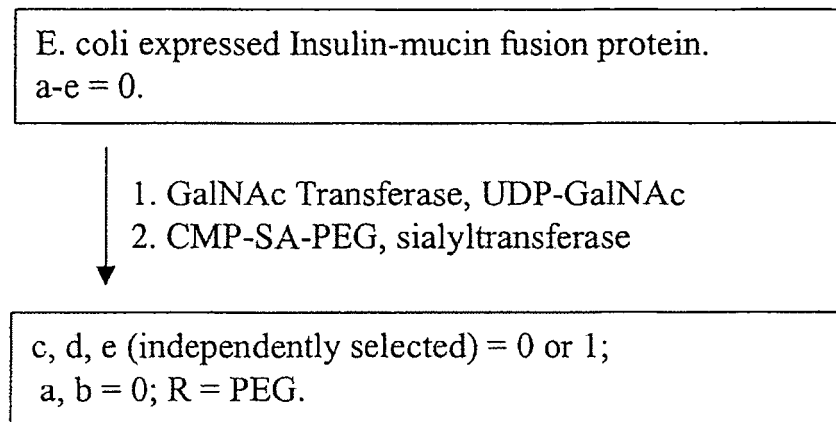 E. coli expressed Insulin-mucin fusion protein.
a-e = 0.
1. GalNAc Transferase, UDP-GalNAc
2. CMP-SA-PEG, sialyltransferase
c, d, e (independently selected) = 0 or 1;
a, b = 0; R = PEG.